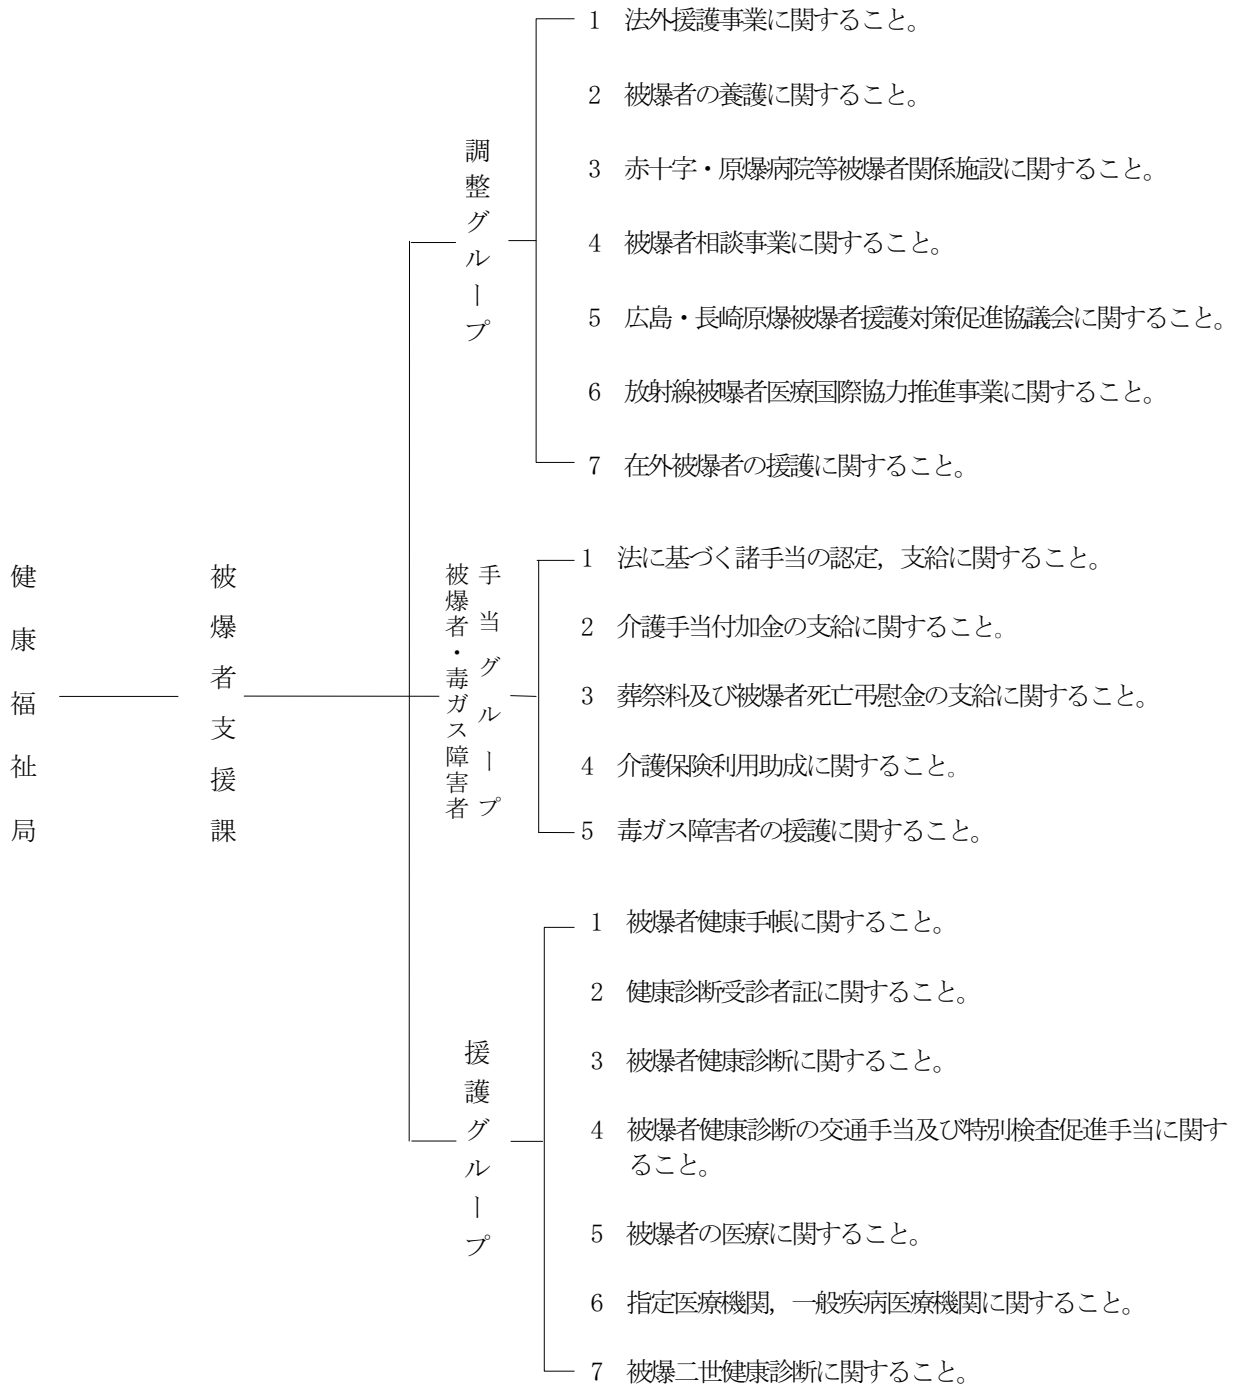 健康福祉局
被爆者支援課
調整グループ
1 法外援護事業に関すること。
2 被爆者の養護に関すること。
3 赤十字・原爆病院等被爆者関係施設に関すること。
4 被爆者相談事業に関すること。
5 広島・長崎原爆被爆者援護対策促進協議会に関すること。
6 放射線被曝者医療国際協力推進事業に関すること。
7 在外被爆者の援護に関すること。
被爆者・毒ガス障害者
手当グループ
1 法に基づく諸手当の認定，支給に関すること。
2 介護手当付加金の支給に関すること。
3 葬祭料及び被爆者死亡弔慰金の支給に関すること。
4 介護保険利用助成に関すること。
5 毒ガス障害者の援護に関すること。
援護グループ
1 被爆者健康手帳に関すること。
2 健康診断受診者証に関すること。
3 被爆者健康診断に関すること。
4 被爆者健康診断の交通手当及び特別検査促進手当に関す
ること。
5 被爆者の医療に関すること。
6 指定医療機関，一般疾病医療機関に関すること。
7 被爆二世健康診断に関すること。